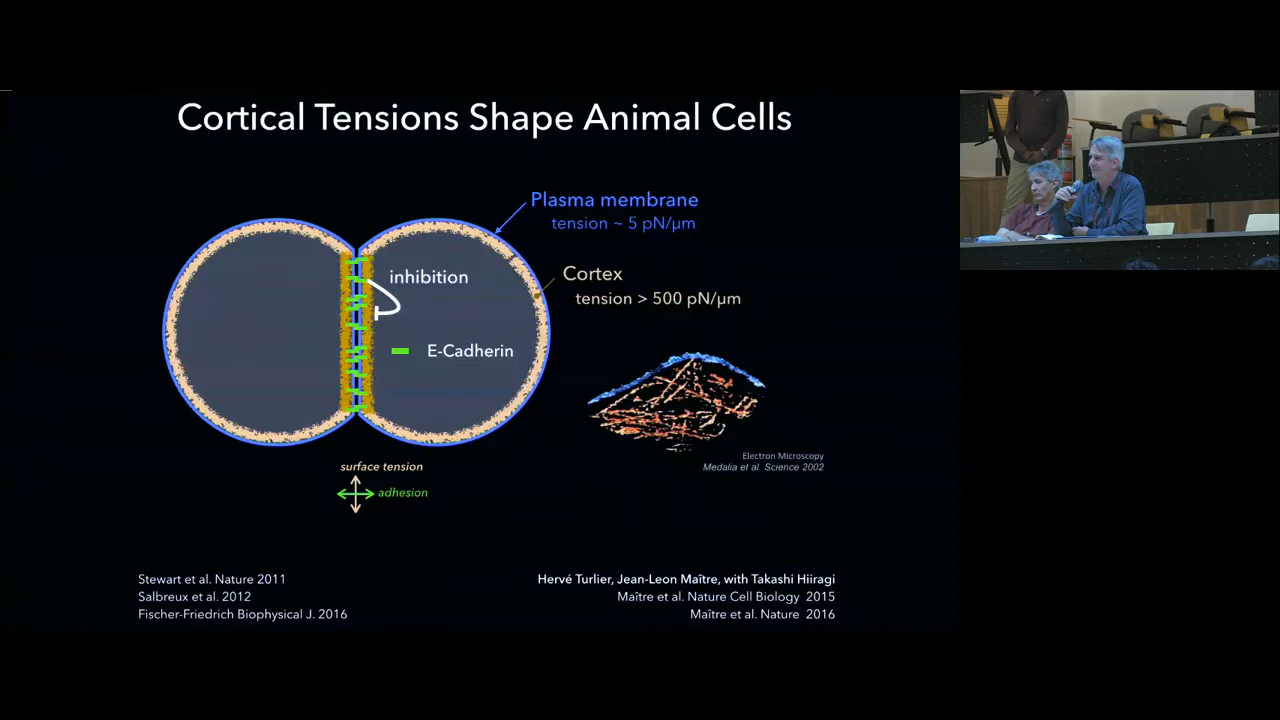 Cortical Tensions Shape Animal Cells
Plasma membrane
tension ~ 5 pN/µm
Cortex
tension > 500 pN/µm
inhibition
E-Cadherin
Electron Microscopy
Medalia et al. Science 2002
surface tension
adhesion
Stewart et al. Nature 2011
Salbreux et al. 2012
Fischer-Friedrich Biophysical J. 2016
Hervé Turlier, Jean-Leon Maître, with Takashi Hiiragi
Maître et al. Nature Cell Biology 2015
Maître et al. Nature 2016